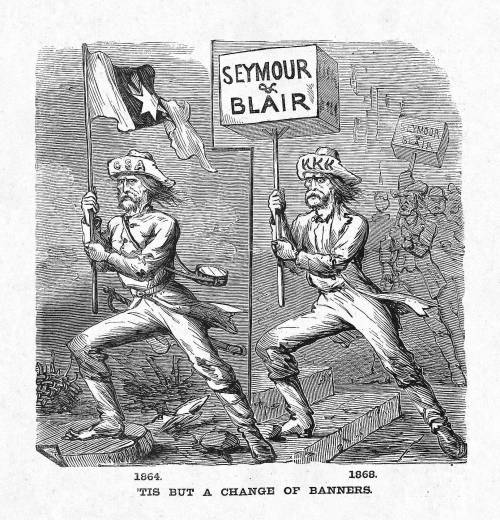 SEYMOUR
&
BLAIR
CSA
KKK
SEYMOUR
&
BLAIR
1864.
1868.
'TIS BUT A CHANGE OF BANNERS.